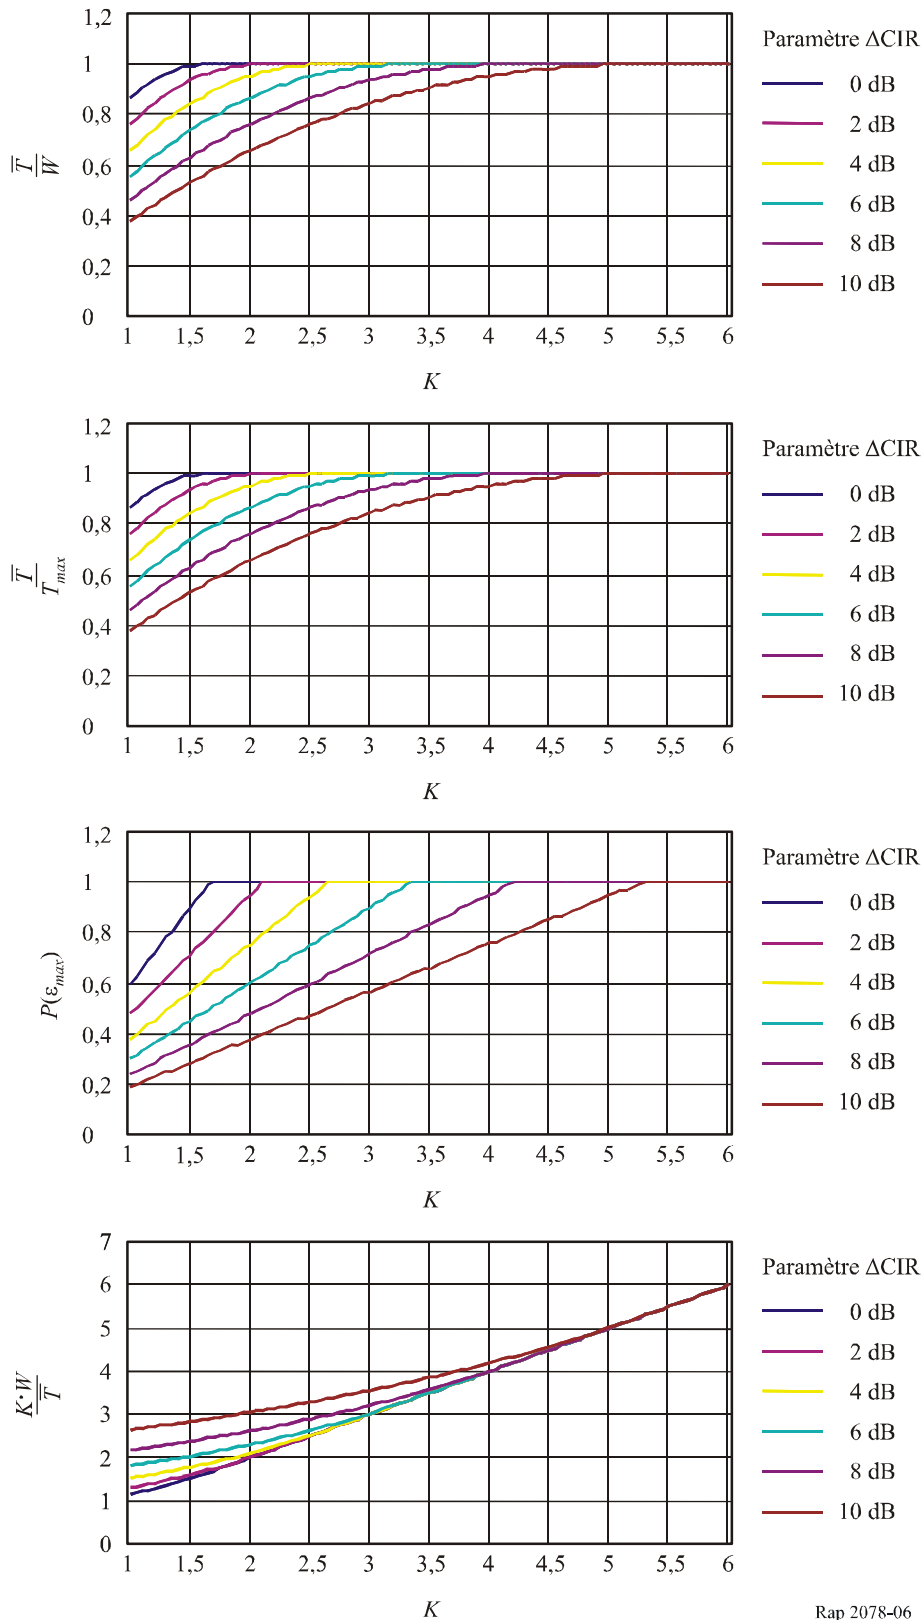 1,2
1
0,8
0,6
0,4
0,2
0
T/W
1 1,5 2 2,5 3 3,5 4 4,5 5 5,5 6
K
Paramètre ΔCIR
0 dB
2 dB
4 dB
6 dB
8 dB
10 dB
1,2
1
0,8
0,6
0,4
0,2
0
T/Tmax
1 1,5 2 2,5 3 3,5 4 4,5 5 5,5 6
K
Paramètre ΔCIR
0 dB
2 dB
4 dB
6 dB
8 dB
10 dB
1,2
1
0,8
0,6
0,4
0,2
0
P(εmax)
1 1,5 2 2,5 3 3,5 4 4,5 5 5,5 6
K
Paramètre ΔCIR
0 dB
2 dB
4 dB
6 dB
8 dB
10 dB
7
6
5
4
3
2
1
0
K·W/T
1 1,5 2 2,5 3 3,5 4 4,5 5 5,5 6
K
Paramètre ΔCIR
0 dB
2 dB
4 dB
6 dB
8 dB
10 dB
Rap 2078-06